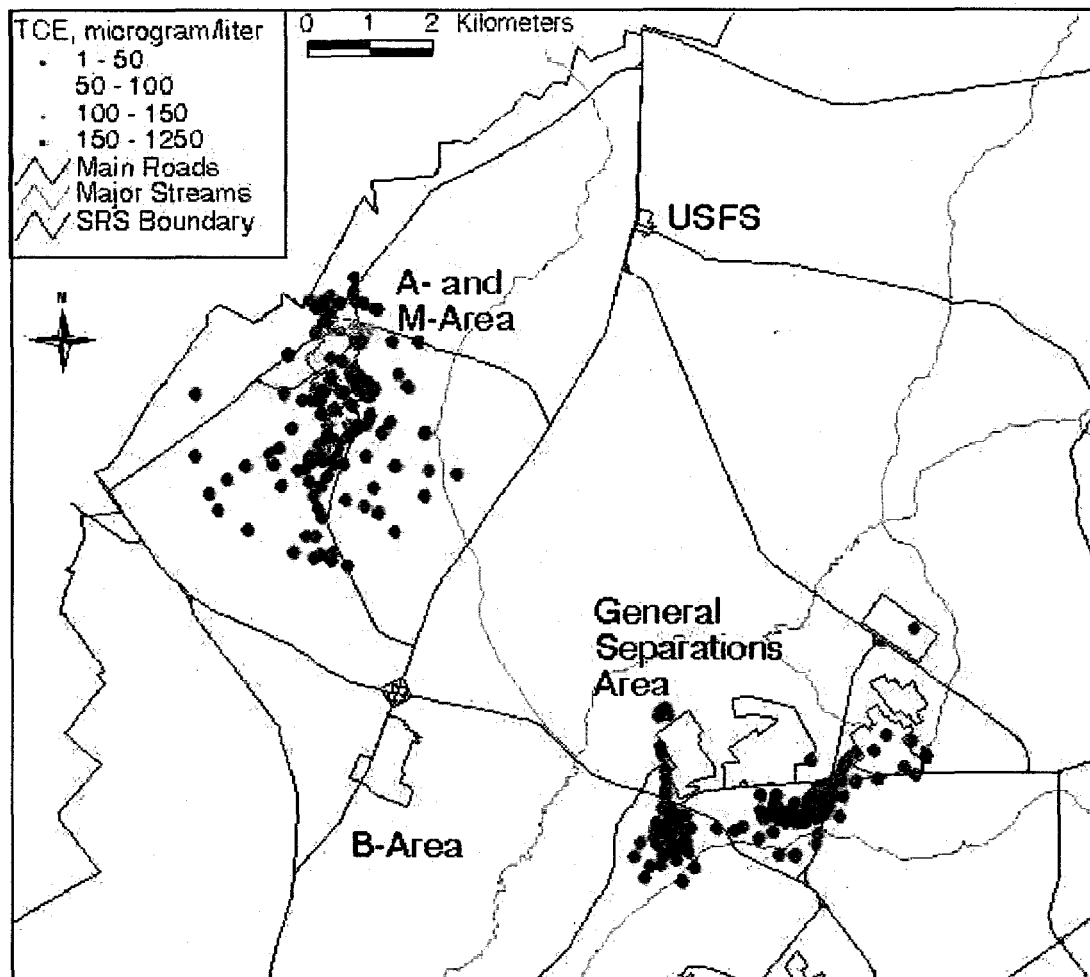 TCE, microgram/liter
1 - 50
50 - 100
100 - 150
150 - 1250
Main Roads
Major Streams
SRS Boundary
0 1 2 Kilometers
N
USFS
A- and
M-Area
General
Separations
Area
B-Area